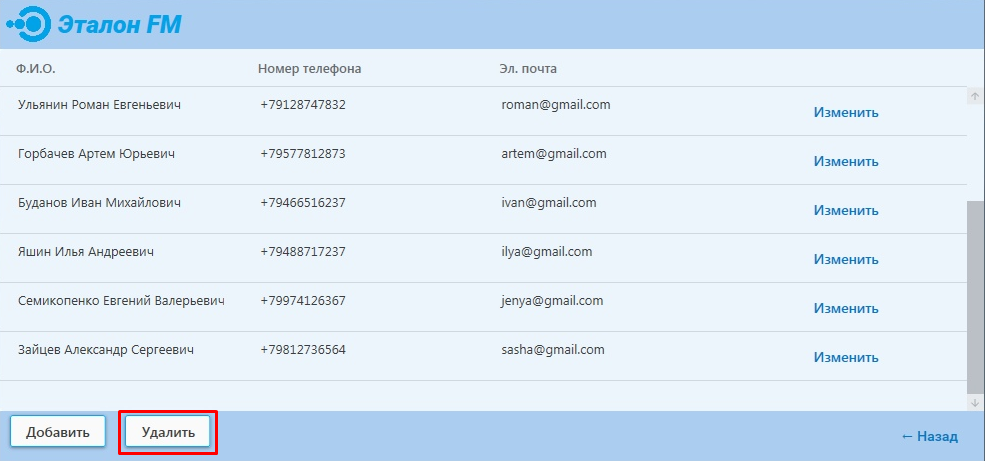 Эталон FM
Ф.И.О. Номер телефона Эл. почта
Ульянин Роман Евгеньевич +79128747832 roman@gmail.com Изменить
Горбачев Артем Юрьевич +79577812873 artem@gmail.com Изменить
Буданов Иван Михайлович +79466516237 ivan@gmail.com Изменить
Яшин Илья Андреевич +79488717237 ilya@gmail.com Изменить
Семикопенко Евгений Валерьевич +79974126367 jenya@gmail.com Изменить
Зайцев Александр Сергеевич +79812736564 sasha@gmail.com Изменить
Добавить Удалить ← Назад